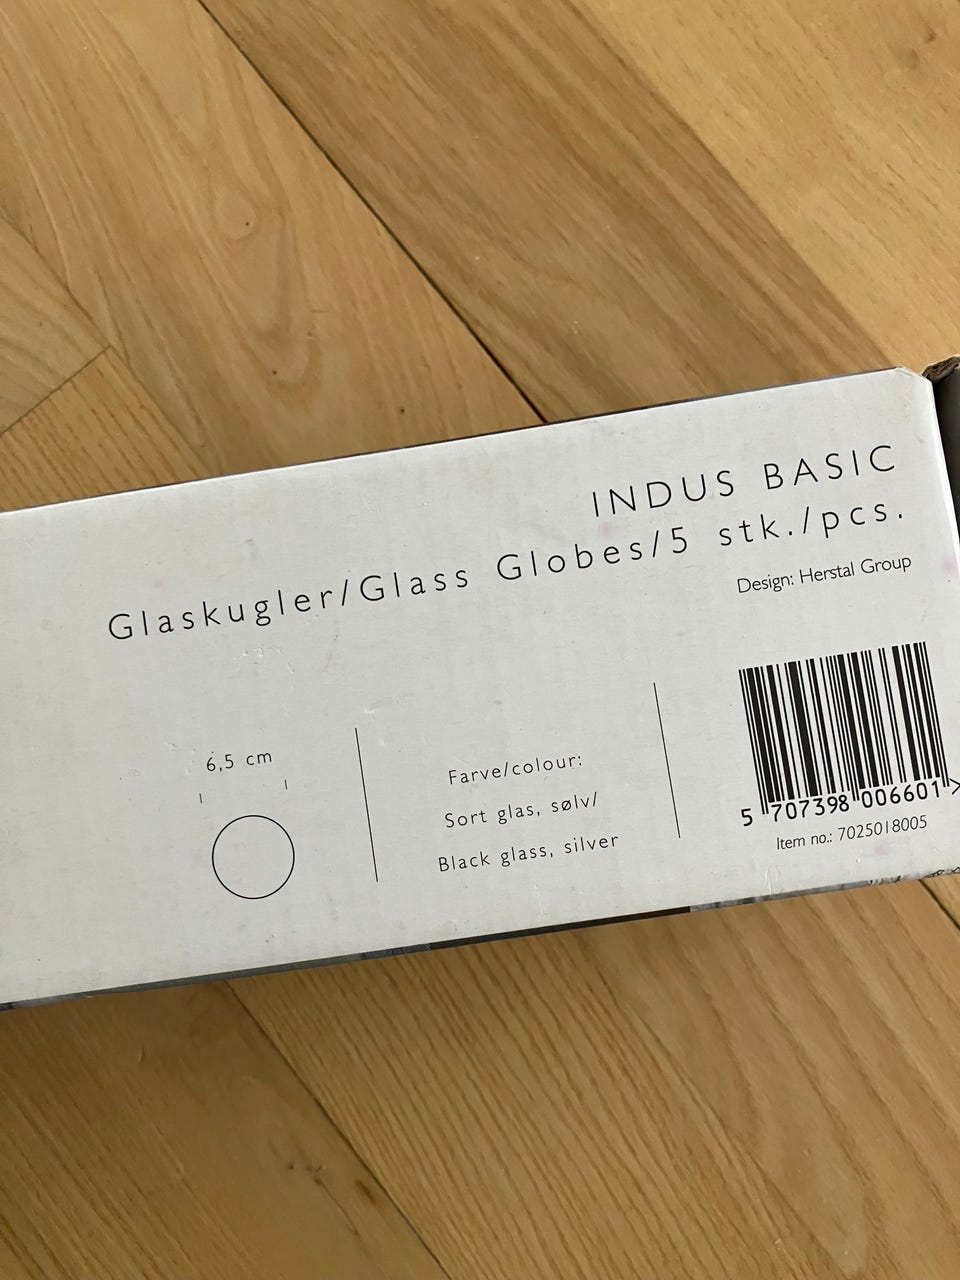 INDUS BASIC
Glaskugler/Glass Globes/5 stk./pcs.
Design: Herstal Group
6,5 cm
Farve/colour:
Sort glas, sølv/
Black glass, silver
5 707398 006601 >
Item no.: 7025018005